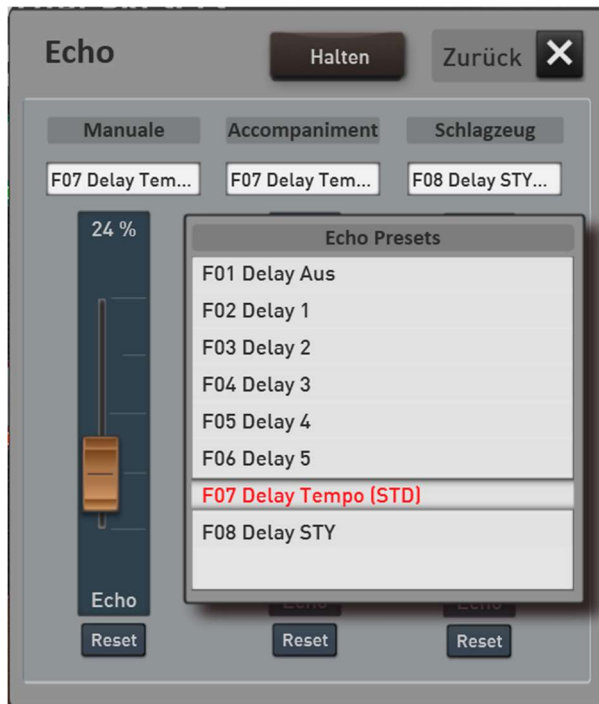 Echo
Halten
Zurück
Manuale
Accompaniment
Schlagzeug
F07 Delay Tem...
F07 Delay Tem...
F08 Delay STY...
24 %
Echo Presets
F01 Delay Aus
F02 Delay 1
F03 Delay 2
F04 Delay 3
F05 Delay 4
F06 Delay 5
F07 Delay Tempo (STD)
F08 Delay STY
Echo
Echo
Echo
Reset
Reset
Reset